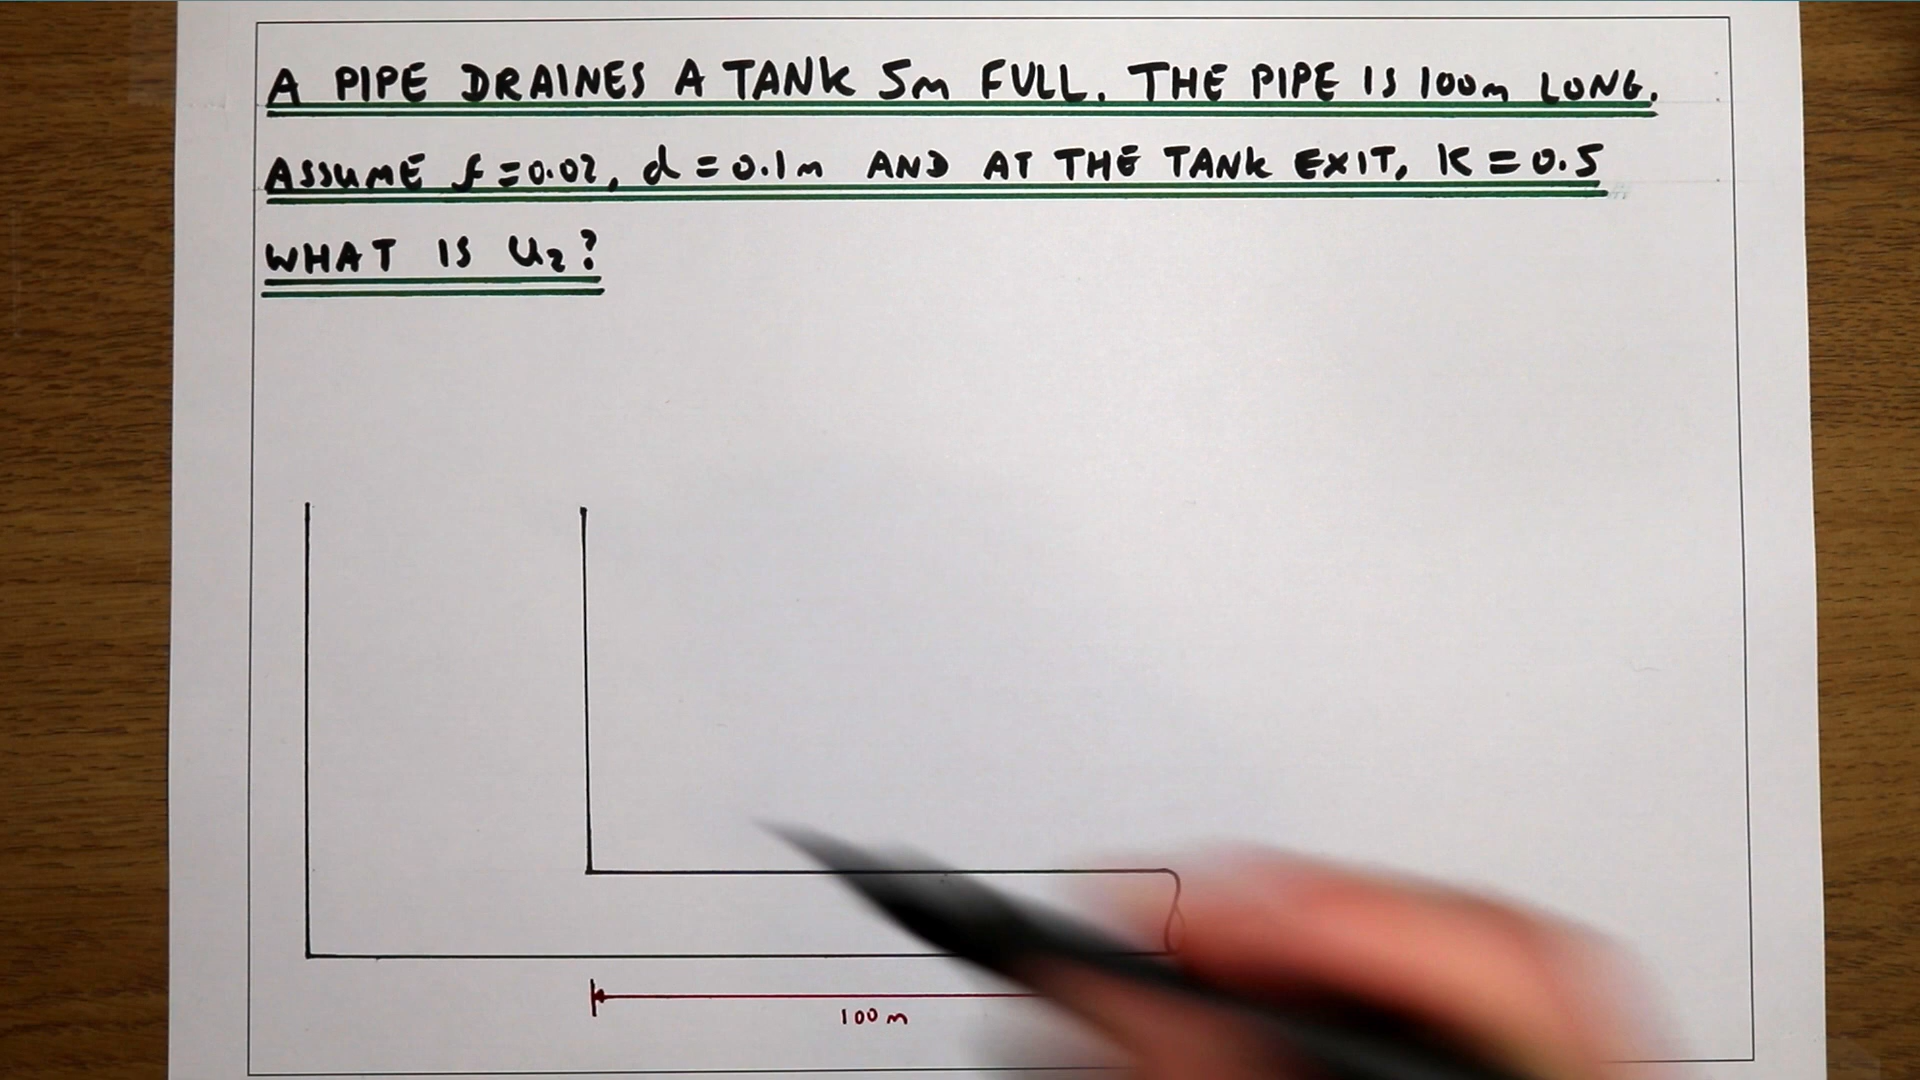 A PIPE DRAINES A TANK 5m FULL. THE PIPE IS 100m LONG.
ASSUME f=0.02, d=0.1m AND AT THE TANK EXIT, K=0.5
WHAT IS U₂?
100m